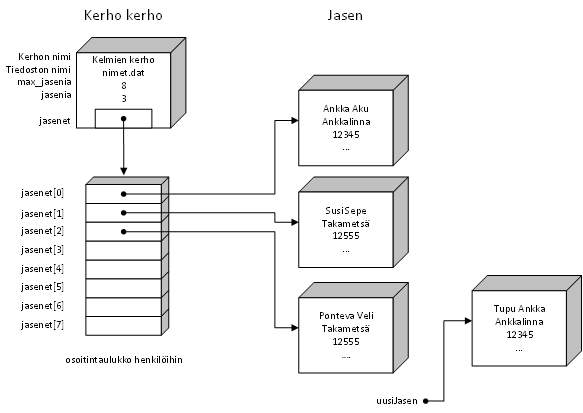 Kerho kerho
Jasen
Kerhon nimi
Tiedoston nimi
max_jasenia
jasenia
jasenet
Kelmien kerho
nimet.dat
8
3
Ankka Aku
Ankkalinna
12345
...
jasenet[0]
jasenet[1]
jasenet[2]
jasenet[3]
jasenet[4]
jasenet[5]
jasenet[6]
jasenet[7]
Susi Sepe
Takametsä
12555
...
Ponteva Veli
Takametsä
12555
....
Tupu Ankka
Ankkalinna
12345
...
osoitintaulukko henkilöihin
uusiJasen